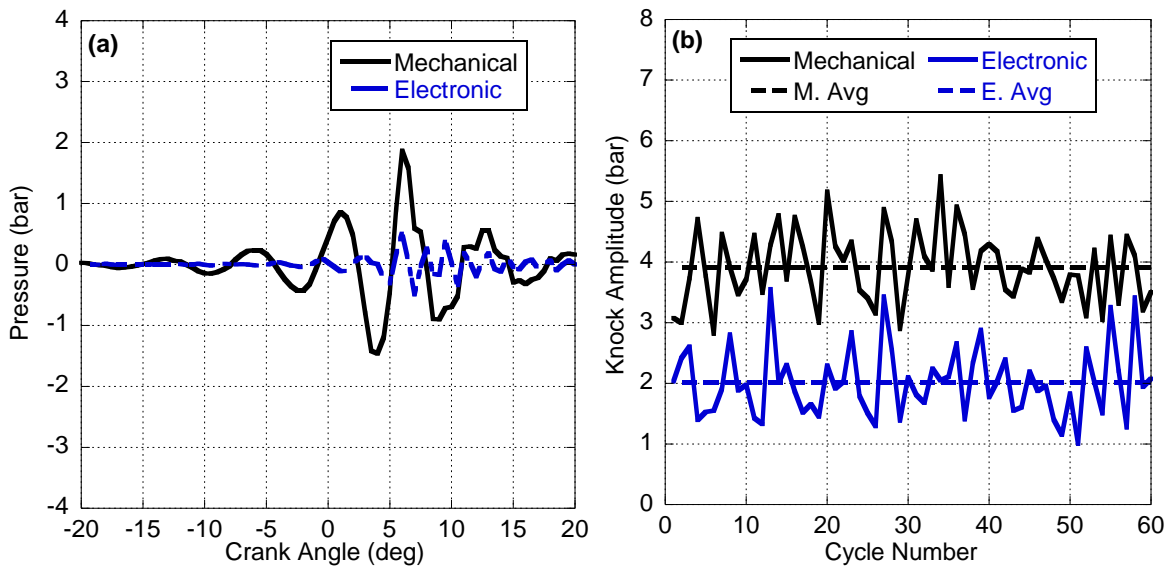 (a)
Mechanical
Electronic
4
3
2
1
0
-1
-2
-3
-4
Pressure (bar)
-20 -15 -10 -5 0 5 10 15 20
Crank Angle (deg)
(b)
Mechanical Electronic
M. Avg E. Avg
8
7
6
5
4
3
2
1
0
Knock Amplitude (bar)
0 10 20 30 40 50 60
Cycle Number